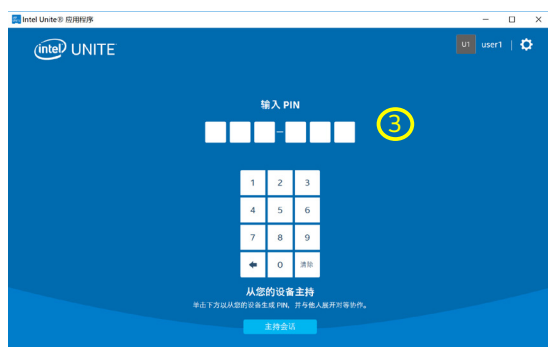 Intel Unite® 应用程序
intel UNITE
U1 user1
输入 PIN
③
1 2 3
4 5 6
7 8 9
0 清除
从您的设备主持
单击下方以从您的设备生成 PIN，并与他人展开对等协作。
主持会话